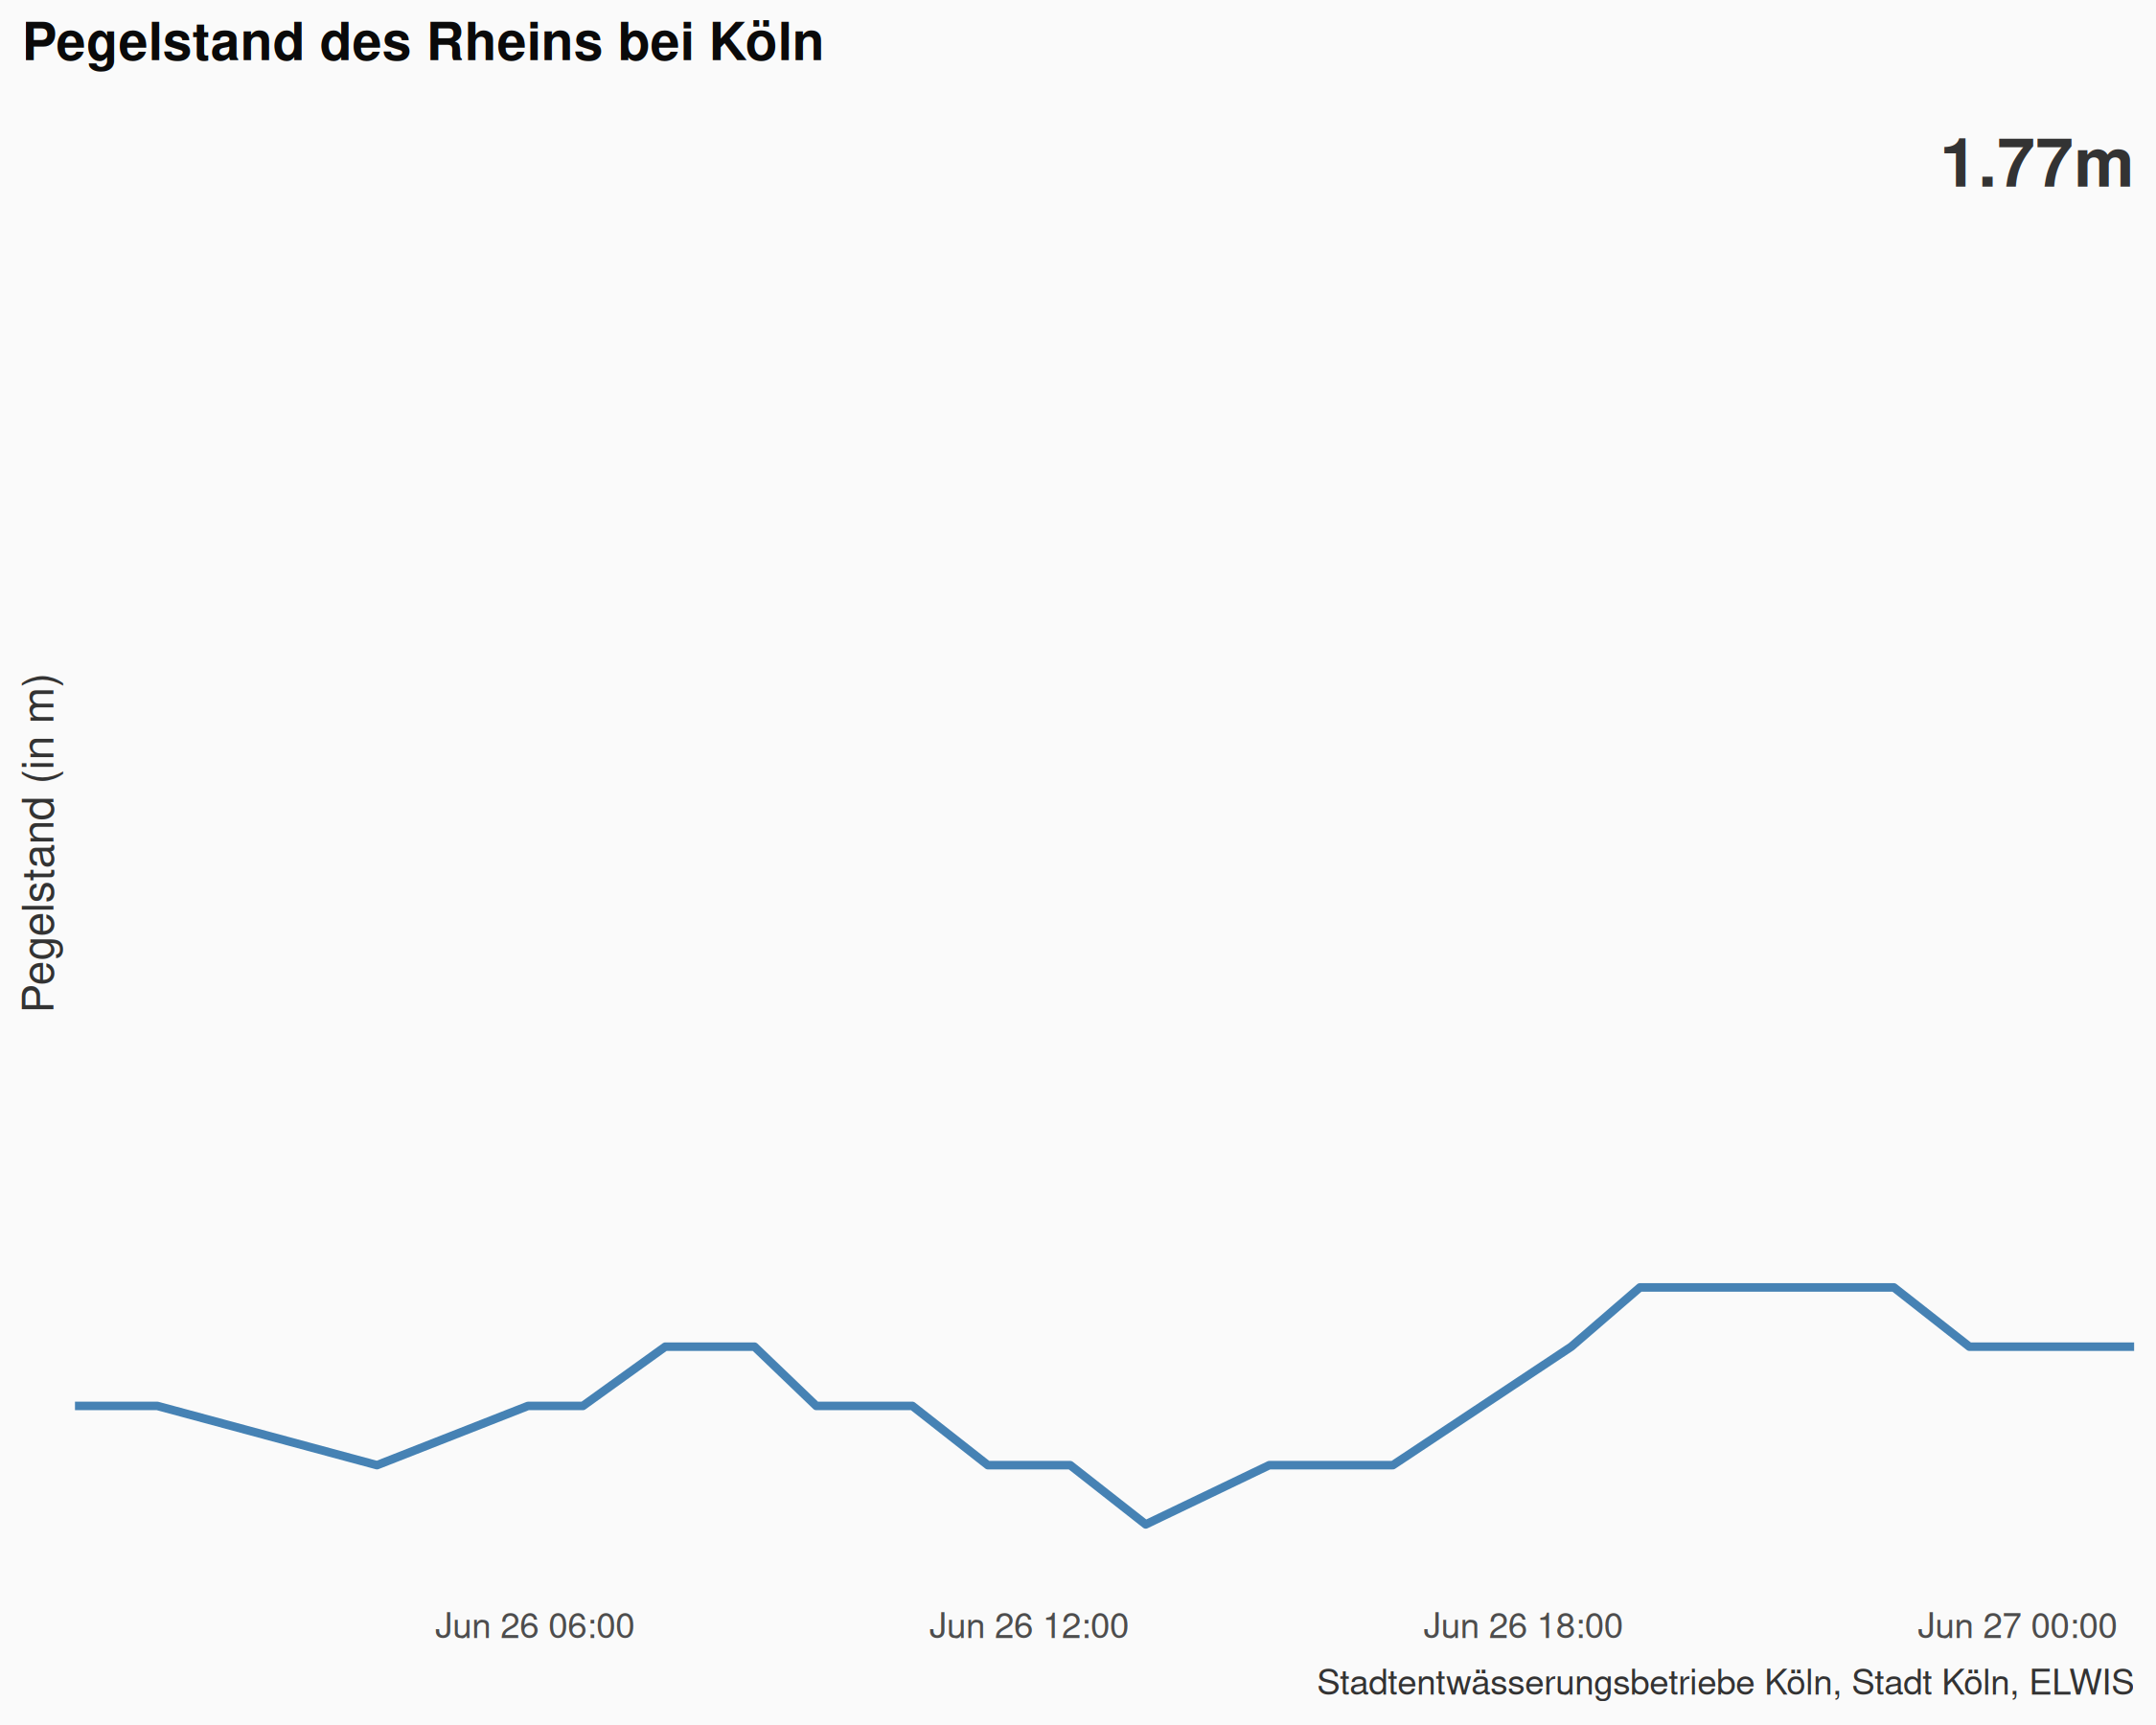 Pegelstand des Rheins bei Köln
1.77m
Pegelstand (in m)
Jun 26 06:00 Jun 26 12:00 Jun 26 18:00 Jun 27 00:00
Stadtentwässerungsbetriebe Köln, Stadt Köln, ELWIS